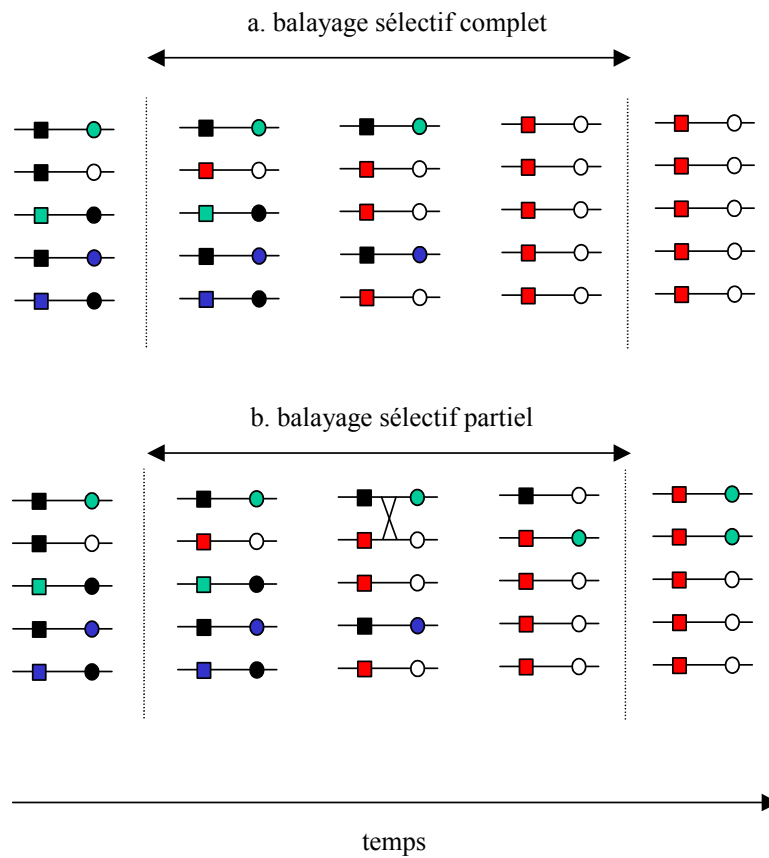 a. balayage sélectif complet
b. balayage sélectif partiel
temps